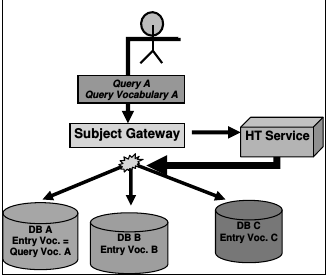 Query A
Query Vocabulary A
Subject Gateway
HT Service
DB A
Entry Voc. =
Query Voc. A
DB B
Entry Voc. B
DB C
Entry Voc. C